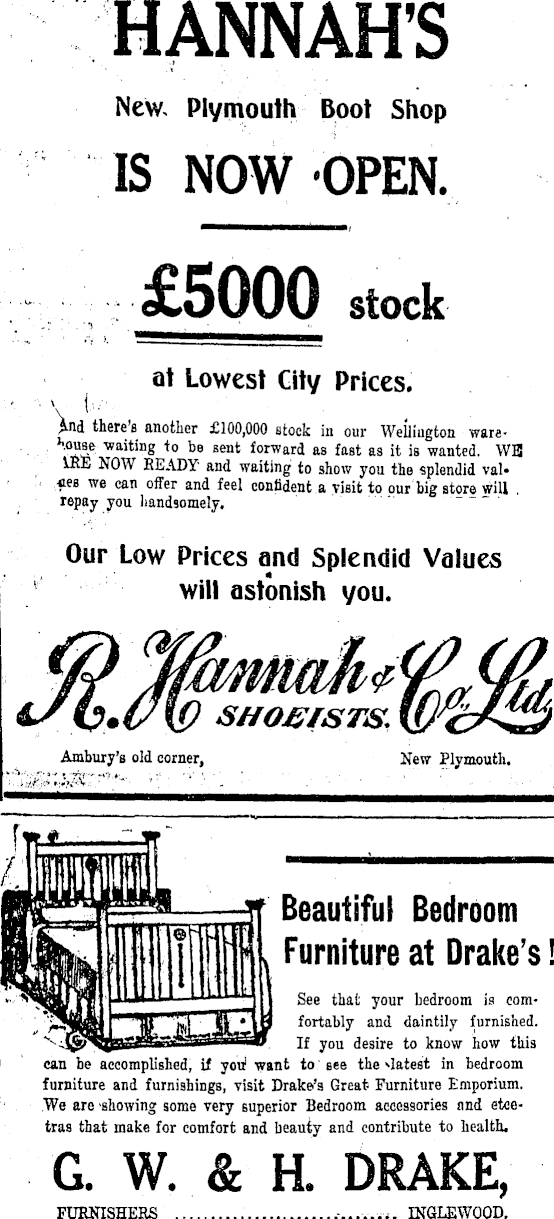 HANNAH'S
New Plymouth Boot Shop
IS NOW OPEN.
£5000 stock
at Lowest City Prices.
And there's another £100,000 stock in our Wellington ware-
house waiting to be sent forward as fast as it is wanted. WE
ARE NOW READY and waiting to show you the splendid val-
ues we can offer and feel confident a visit to our big store will
repay you handsomely.
Our Low Prices and Splendid Values
will astonish you.
R. Hannah & Co., Ltd,
SHOEISTS.
Ambury's old corner, New Plymouth.
Beautiful Bedroom
Furniture at Drake's!
See that your bedroom is com-
fortably and daintily furnished.
If you desire to know how this
can be accomplished, if you want to see the latest in bedroom
furniture and furnishings, visit Drake's Great Furniture Emporium.
We are showing some very superior Bedroom accessories and etce-
tras that make for comfort and beauty and contribute to health.
G. W. & H. DRAKE,
FURNISHERS .............................. INGLEWOOD.